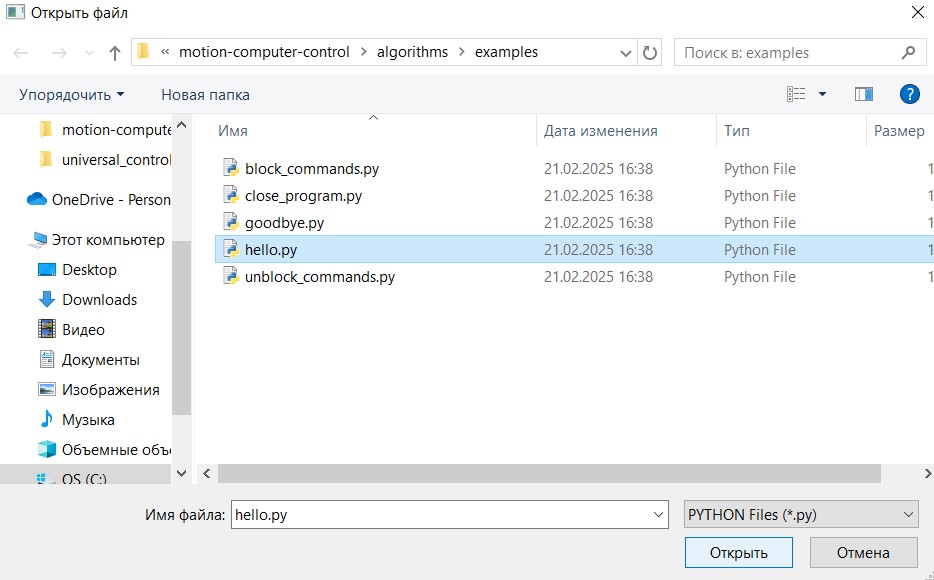 Открыть файл
« motion-computer-control > algorithms > examples
Поиск в: examples
Упорядочить
Новая папка
?
Имя
Дата изменения
Тип
Размер
motion-compute
universal_control
OneDrive - Person
Этот компьютер
Desktop
Downloads
Видео
Документы
Изображения
Музыка
Объемные объе
OS (C:)
block_commands.py 21.02.2025 16:38 Python File 1
close_program.py 21.02.2025 16:38 Python File 1
goodbye.py 21.02.2025 16:38 Python File 1
hello.py 21.02.2025 16:38 Python File 1
unblock_commands.py 21.02.2025 16:38 Python File 1
Имя файла: hello.py
PYTHON Files (*.py)
Открыть
Отмена